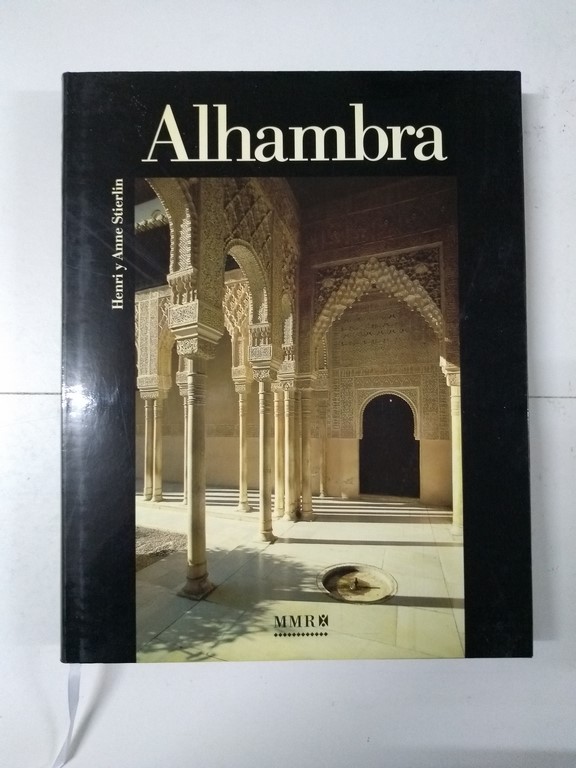 Alhambra
Henri y Anne Stierlin
MMR